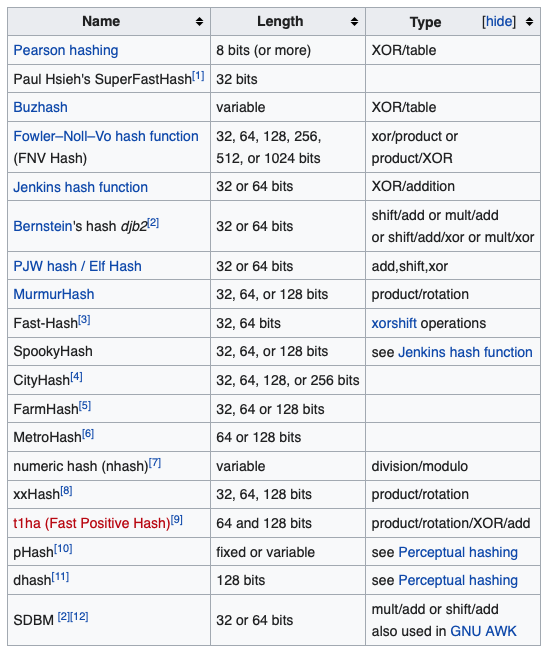 Name Length Type [hide]
Pearson hashing 8 bits (or more) XOR/table
Paul Hsieh's SuperFastHash[1] 32 bits
Buzhash variable XOR/table
Fowler–Noll–Vo hash function 32, 64, 128, 256, xor/product or
(FNV Hash) 512, or 1024 bits product/XOR
Jenkins hash function 32 or 64 bits XOR/addition
Bernstein's hash djb2[2] 32 or 64 bits shift/add or mult/add
or shift/add/xor or mult/xor
PJW hash / Elf Hash 32 or 64 bits add,shift,xor
MurmurHash 32, 64, or 128 bits product/rotation
Fast-Hash[3] 32, 64 bits xorshift operations
SpookyHash 32, 64, or 128 bits see Jenkins hash function
CityHash[4] 32, 64, 128, or 256 bits
FarmHash[5] 32, 64 or 128 bits
MetroHash[6] 64 or 128 bits
numeric hash (nhash)[7] variable division/modulo
xxHash[8] 32, 64, 128 bits product/rotation
t1ha (Fast Positive Hash)[9] 64 and 128 bits product/rotation/XOR/add
pHash[10] fixed or variable see Perceptual hashing
dhash[11] 128 bits see Perceptual hashing
SDBM [2][12] 32 or 64 bits mult/add or shift/add
also used in GNU AWK